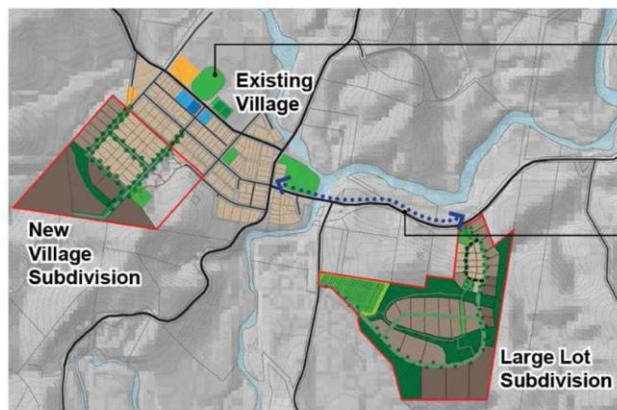 Existing
Village
New
Village
Subdivision
Large Lot
Subdivision